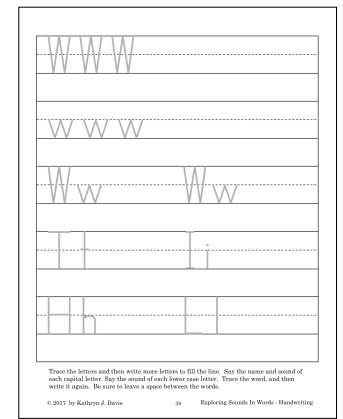 W W W
w w w
W w W w
T t I i
H h L l
Trace the letters and then write more letters to fill the line. Say the name and sound of
each capital letter. Say the sound of each lower case letter. Trace the word, and then
write it again. Be sure to leave a space between the words.
© 2017 by Kathryn J. Davis 38 Exploring Sounds In Words - Handwriting